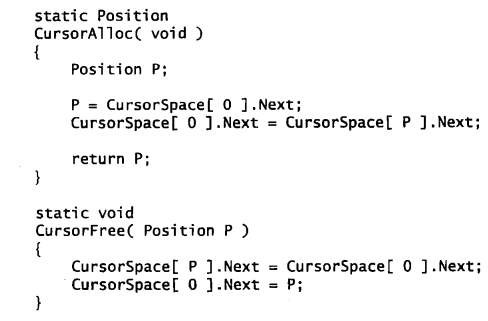 static Position
CursorAlloc( void )
{
    Position P;

    P = CursorSpace[ 0 ].Next;
    CursorSpace[ 0 ].Next = CursorSpace[ P ].Next;

    return P;
}

static void
CursorFree( Position P )
{
    CursorSpace[ P ].Next = CursorSpace[ 0 ].Next;
    CursorSpace[ 0 ].Next = P;
}